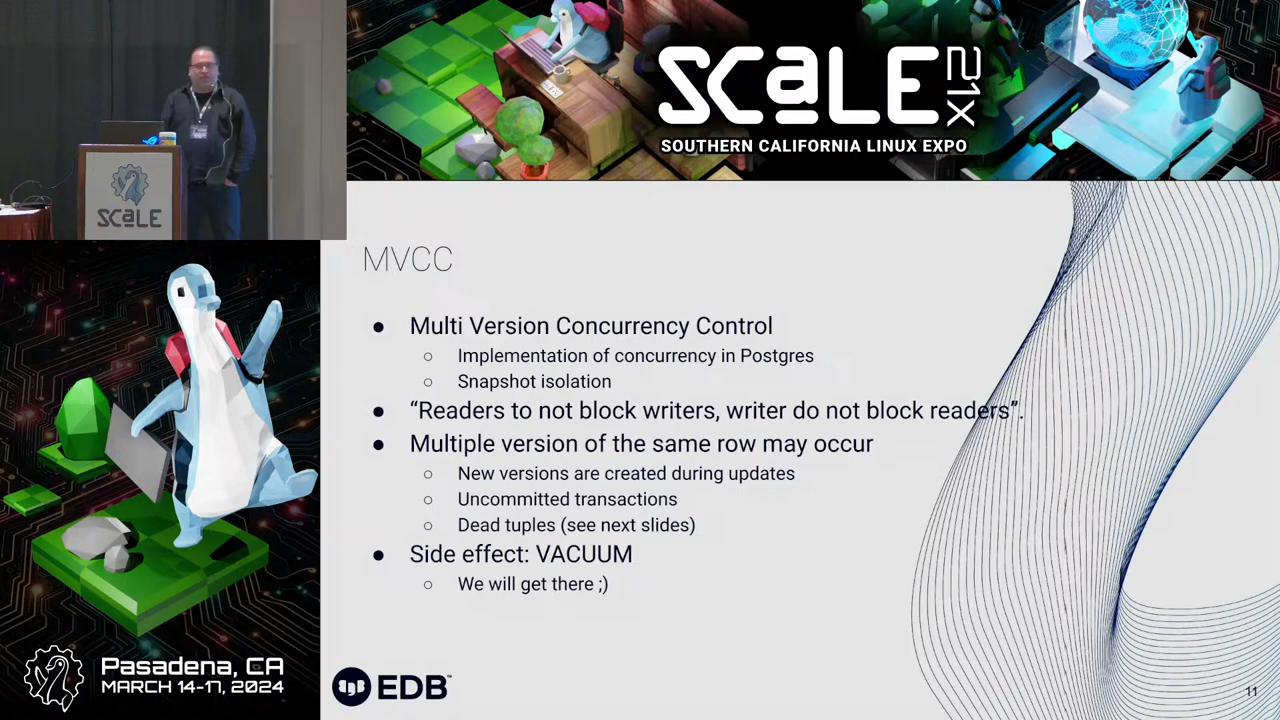 SCaLE 21X
SOUTHERN CALIFORNIA LINUX EXPO
SCaLE
MVCC
● Multi Version Concurrency Control
○ Implementation of concurrency in Postgres
○ Snapshot isolation
● “Readers to not block writers, writer do not block readers”.
● Multiple version of the same row may occur
○ New versions are created during updates
○ Uncommitted transactions
○ Dead tuples (see next slides)
● Side effect: VACUUM
○ We will get there ;)
Pasadena, CA
MARCH 14-17, 2024
EDB™
11